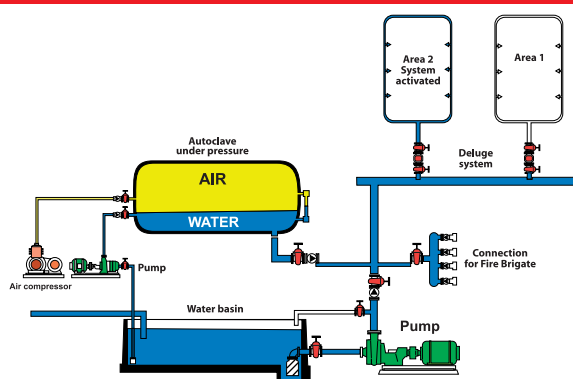 Area 2
System
activated
Area 1
Autoclave
under pressure
Deluge
system
AIR
WATER
Pump
Air compressor
Connection
for Fire Brigate
Water basin
Pump